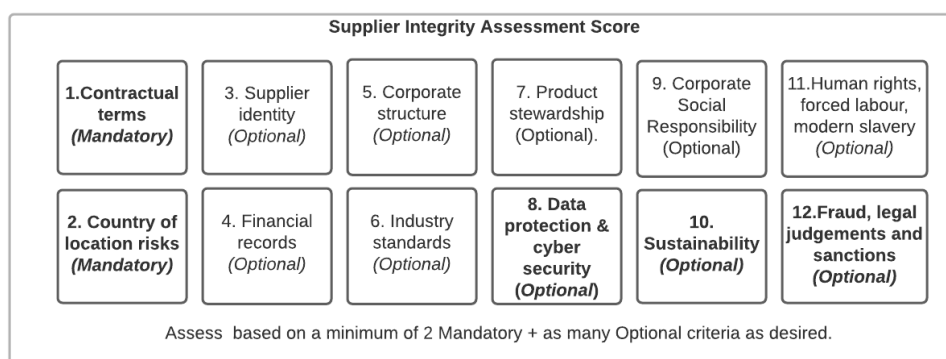 Supplier Integrity Assessment Score
1.Contractual
terms
(Mandatory)
3. Supplier
identity
(Optional)
5. Corporate
structure
(Optional)
7. Product
stewardship
(Optional).
9. Corporate
Social
Responsibility
(Optional)
11.Human rights,
forced labour,
modern slavery
(Optional)
2. Country of
location risks
(Mandatory)
4. Financial
records
(Optional)
6. Industry
standards
(Optional)
8. Data
protection &
cyber
security
(Optional)
10.
Sustainability
(Optional)
12.Fraud, legal
judgements and
sanctions
(Optional)
Assess based on a minimum of 2 Mandatory + as many Optional criteria as desired.